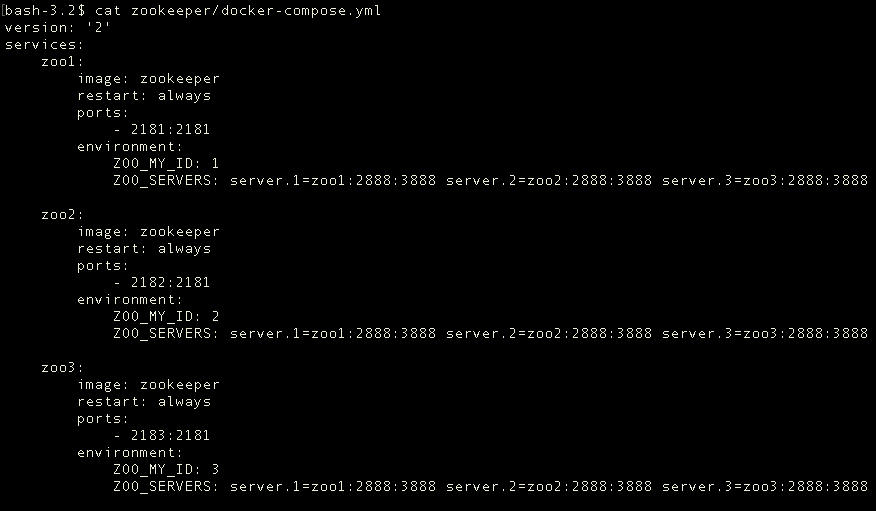 [bash-3.2$ cat zookeeper/docker-compose.yml
version: '2'
services:
    zoo1:
        image: zookeeper
        restart: always
        ports:
            - 2181:2181
        environment:
            ZOO_MY_ID: 1
            ZOO_SERVERS: server.1=zoo1:2888:3888 server.2=zoo2:2888:3888 server.3=zoo3:2888:3888

    zoo2:
        image: zookeeper
        restart: always
        ports:
            - 2182:2181
        environment:
            ZOO_MY_ID: 2
            ZOO_SERVERS: server.1=zoo1:2888:3888 server.2=zoo2:2888:3888 server.3=zoo3:2888:3888

    zoo3:
        image: zookeeper
        restart: always
        ports:
            - 2183:2181
        environment:
            ZOO_MY_ID: 3
            ZOO_SERVERS: server.1=zoo1:2888:3888 server.2=zoo2:2888:3888 server.3=zoo3:2888:3888